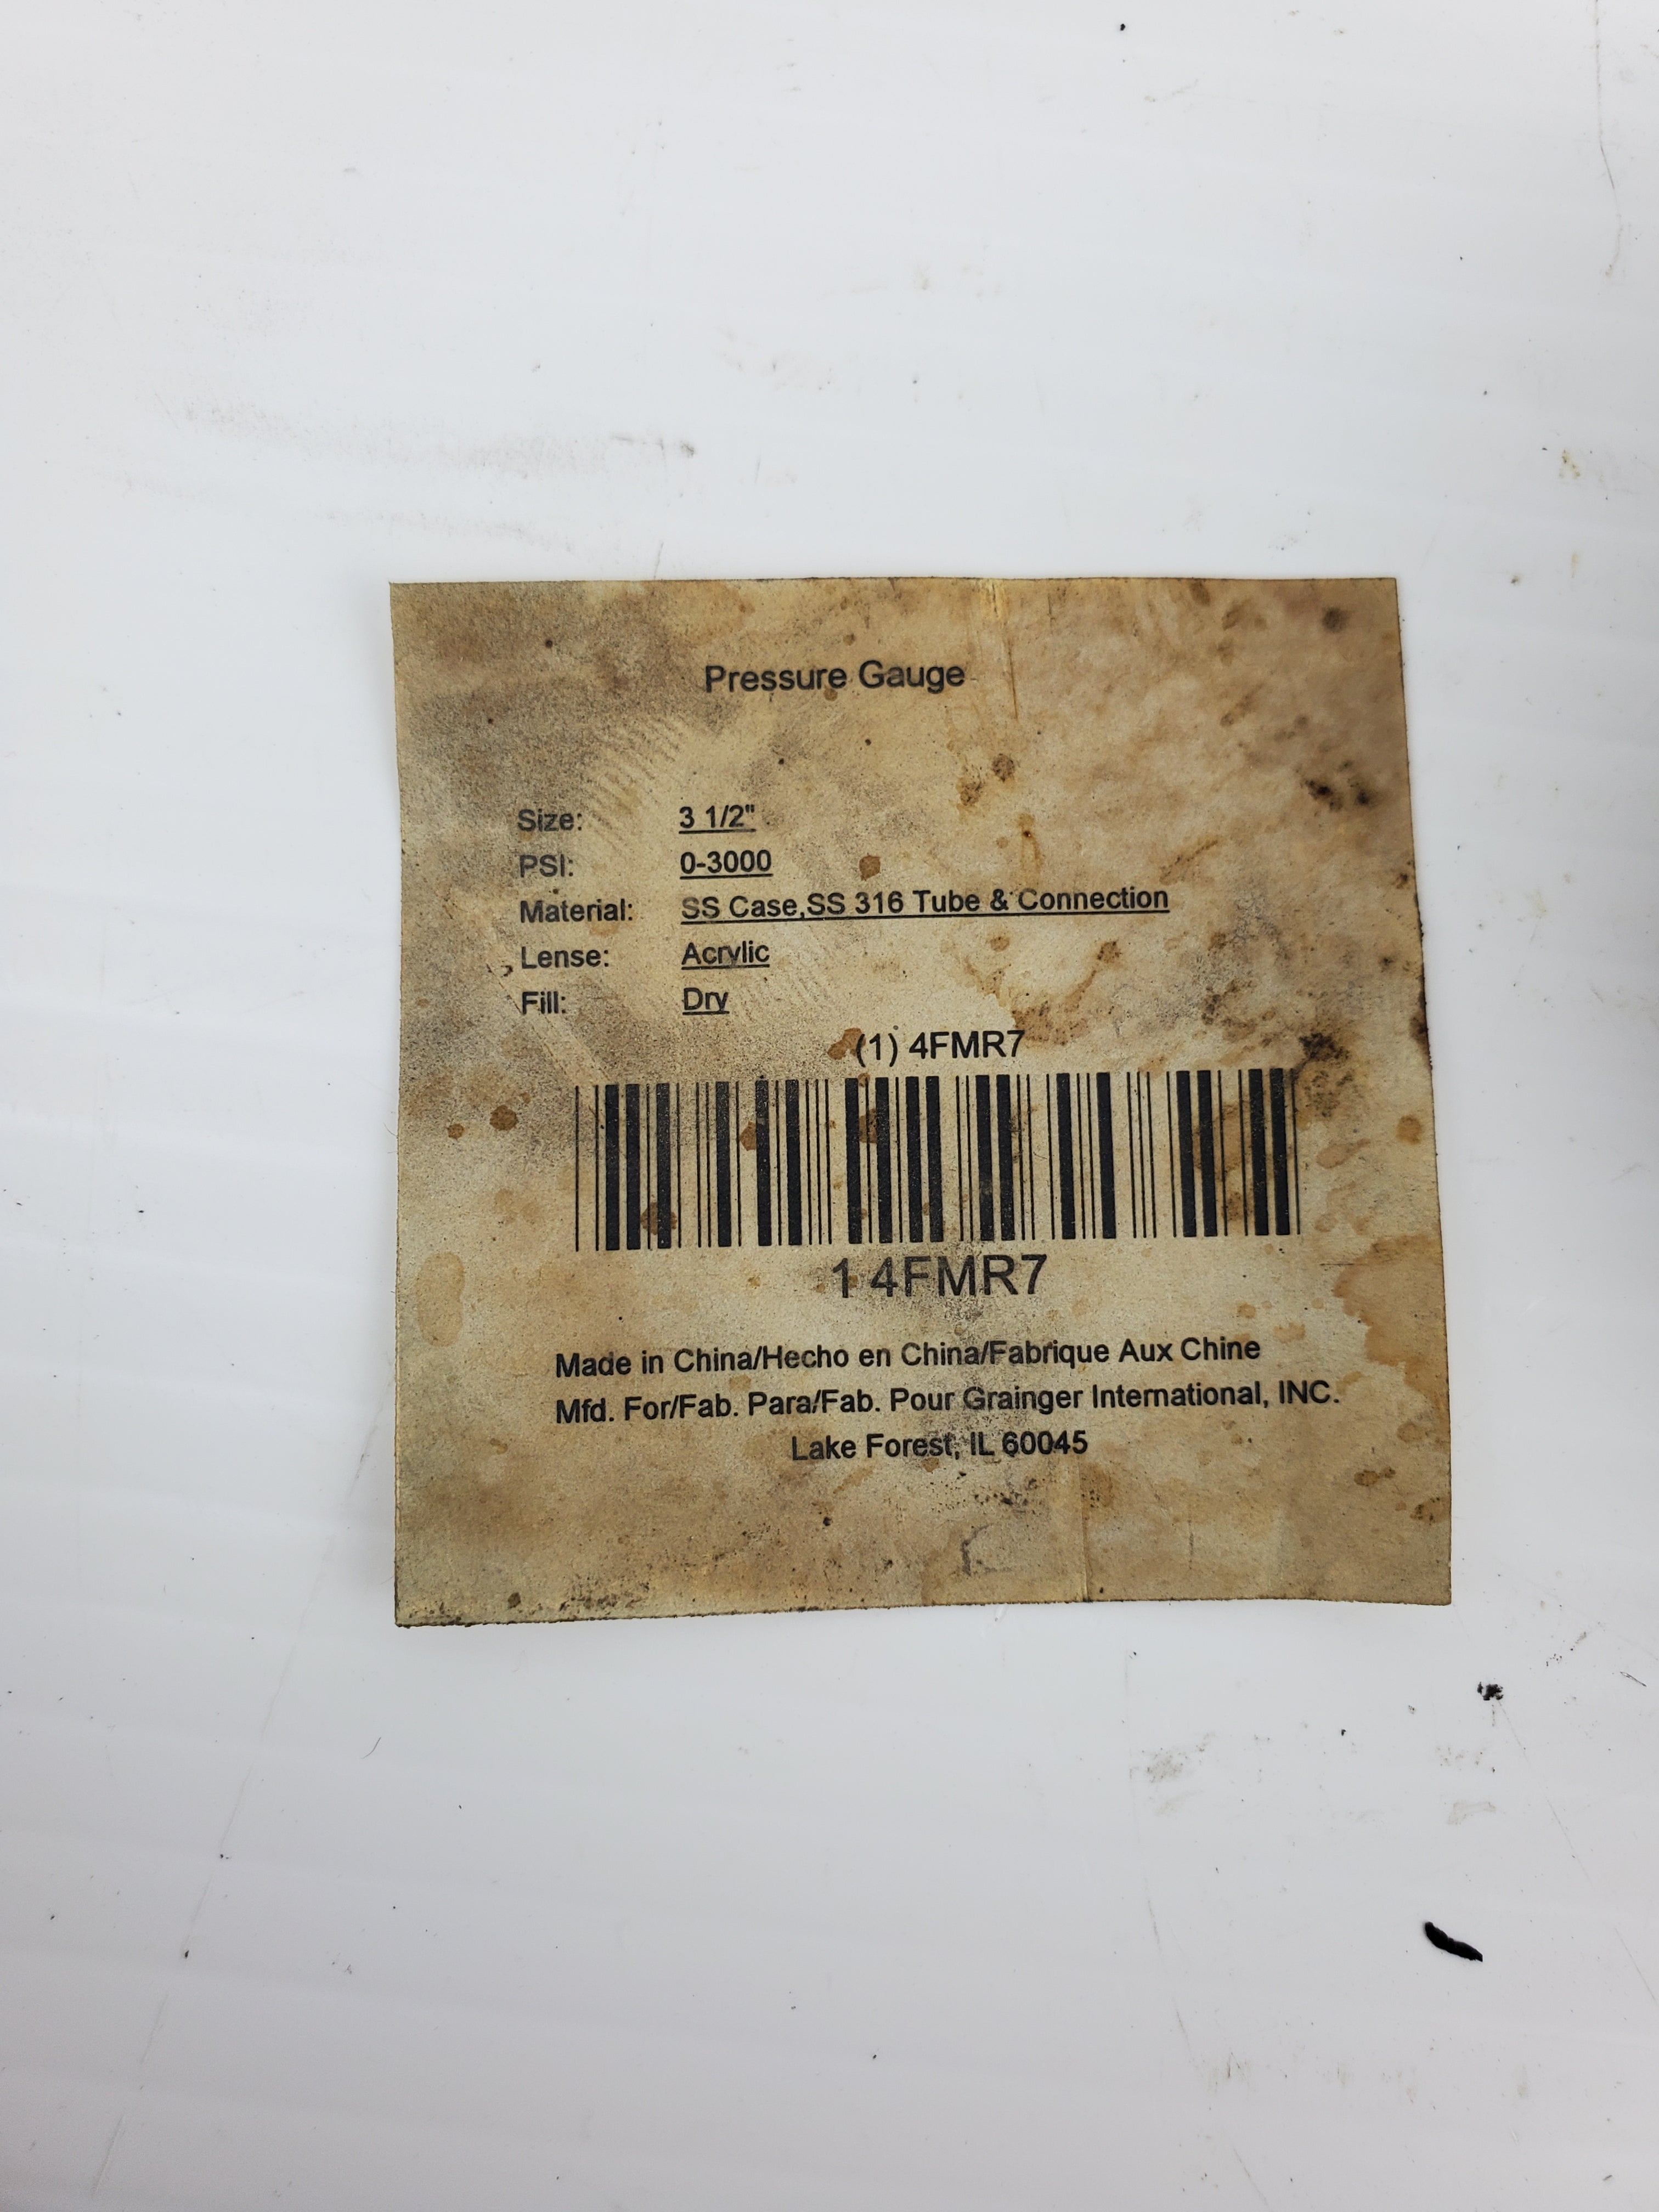 Pressure Gauge
Size: 3 1/2"
PSI: 0-3000
Material: SS Case,SS 316 Tube & Connection
Lense: Acrylic
Fill: Dry
(1) 4FMR7
1 4FMR7
Made in China/Hecho en China/Fabrique Aux Chine
Mfd. For/Fab. Para/Fab. Pour Grainger International, INC.
Lake Forest, IL 60045